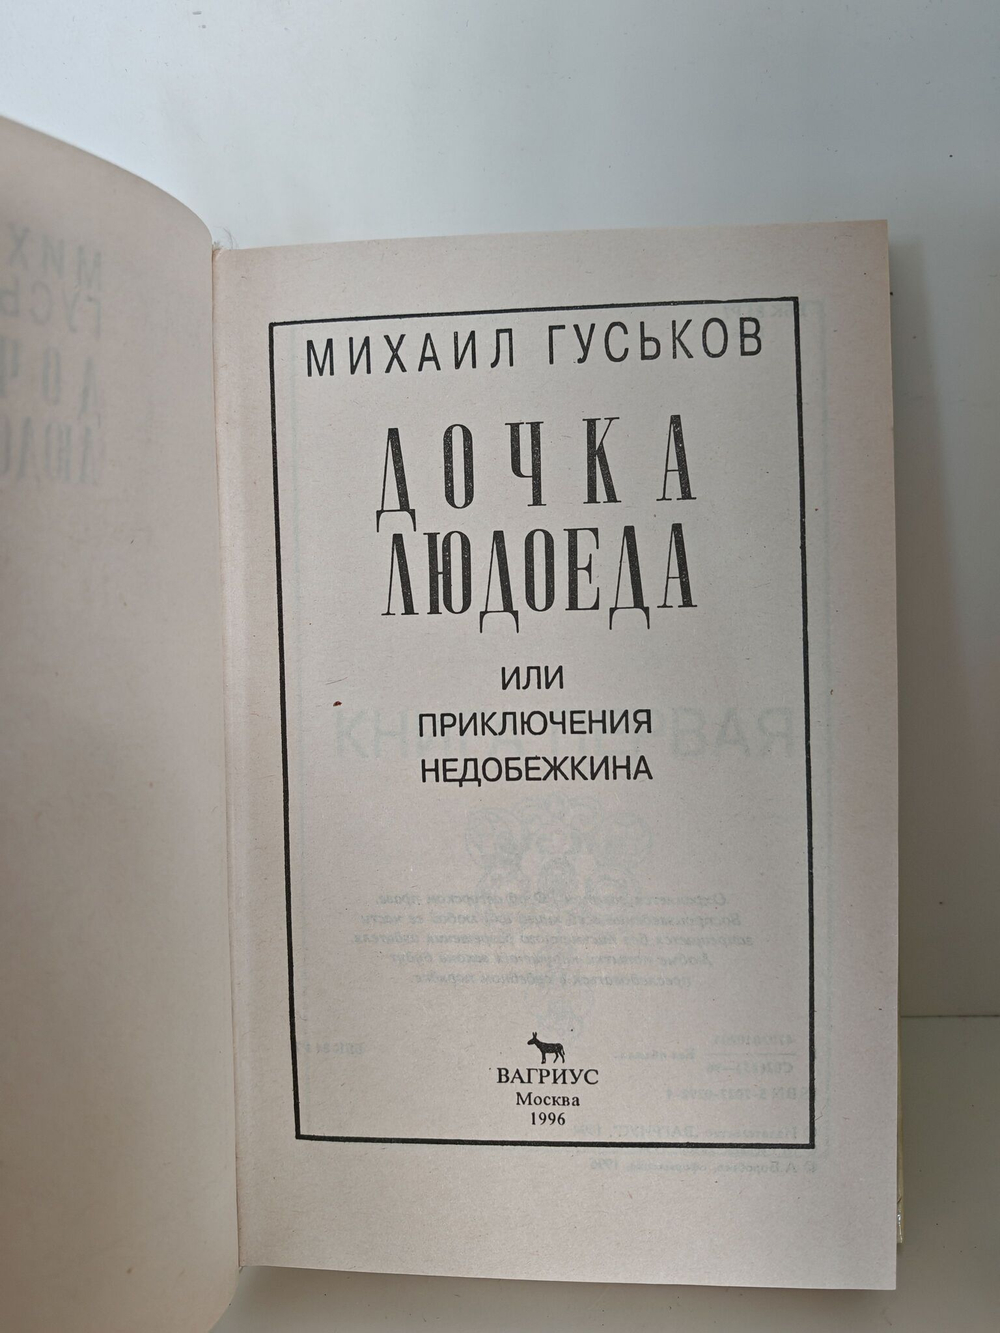 МИХАИЛ ГУСЬКОВ
ДОЧКА
ЛЮДОЕДА
ИЛИ
ПРИКЛЮЧЕНИЯ
НЕДОБЕЖКИНА
ВАГРИУС
Москва
1996